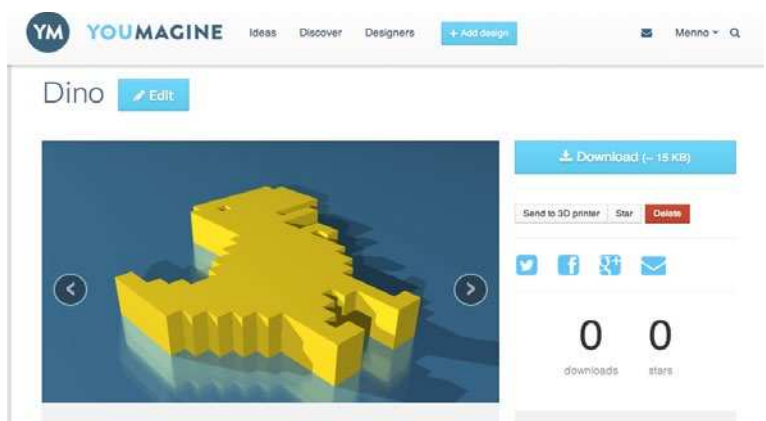 YM YOUMAGINE Ideas Discover Designers + Add design Menno
Dino Edit
Download (~ 15 KB)
Send to 3D printer Star Delete
0 0
downloads stars